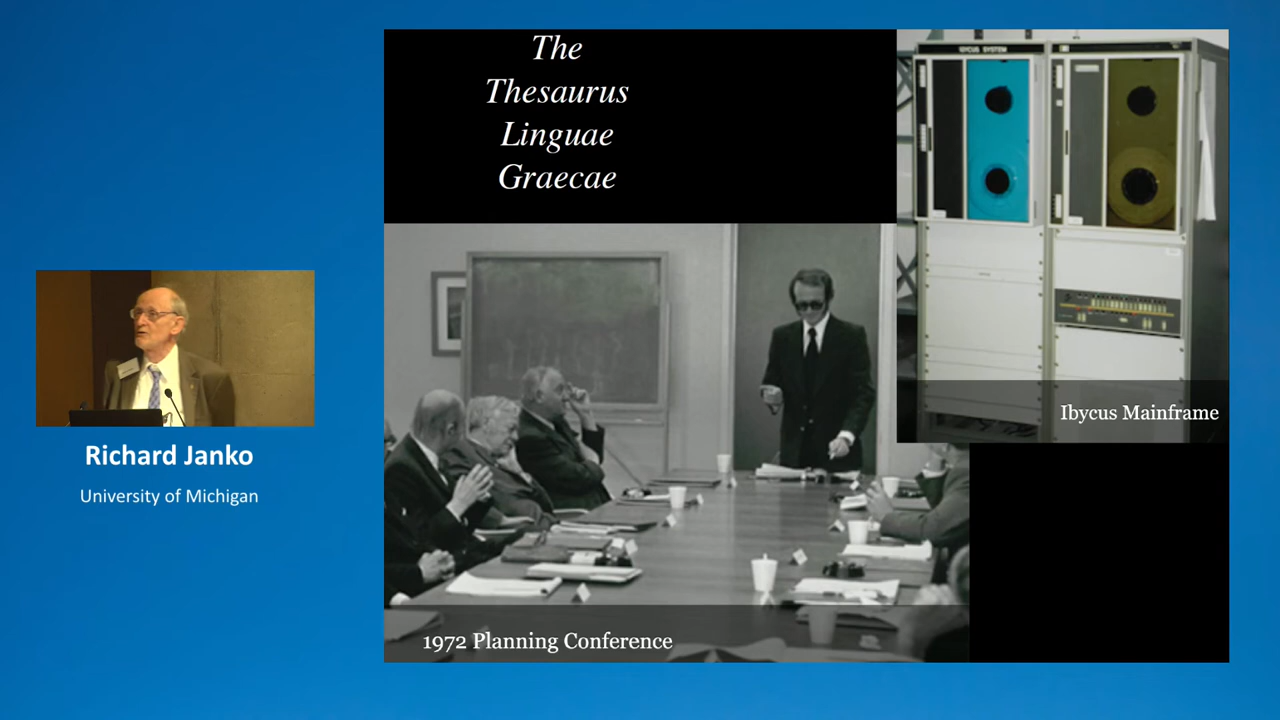 The
Thesaurus
Linguae
Graecae
IBYCUS SYSTEM
Ibycus Mainframe
Richard Janko
University of Michigan
1972 Planning Conference